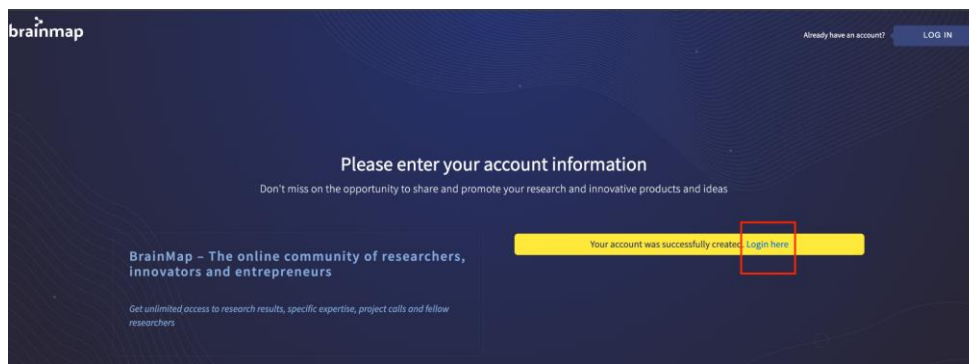 brainmap
Already have an account?
LOG IN
Please enter your account information
Don't miss on the opportunity to share and promote your research and innovative products and ideas
Your account was successfully created. Login here
BrainMap – The online community of researchers,
innovators and entrepreneurs
Get unlimited access to research results, specific expertise, project calls and fellow
researchers